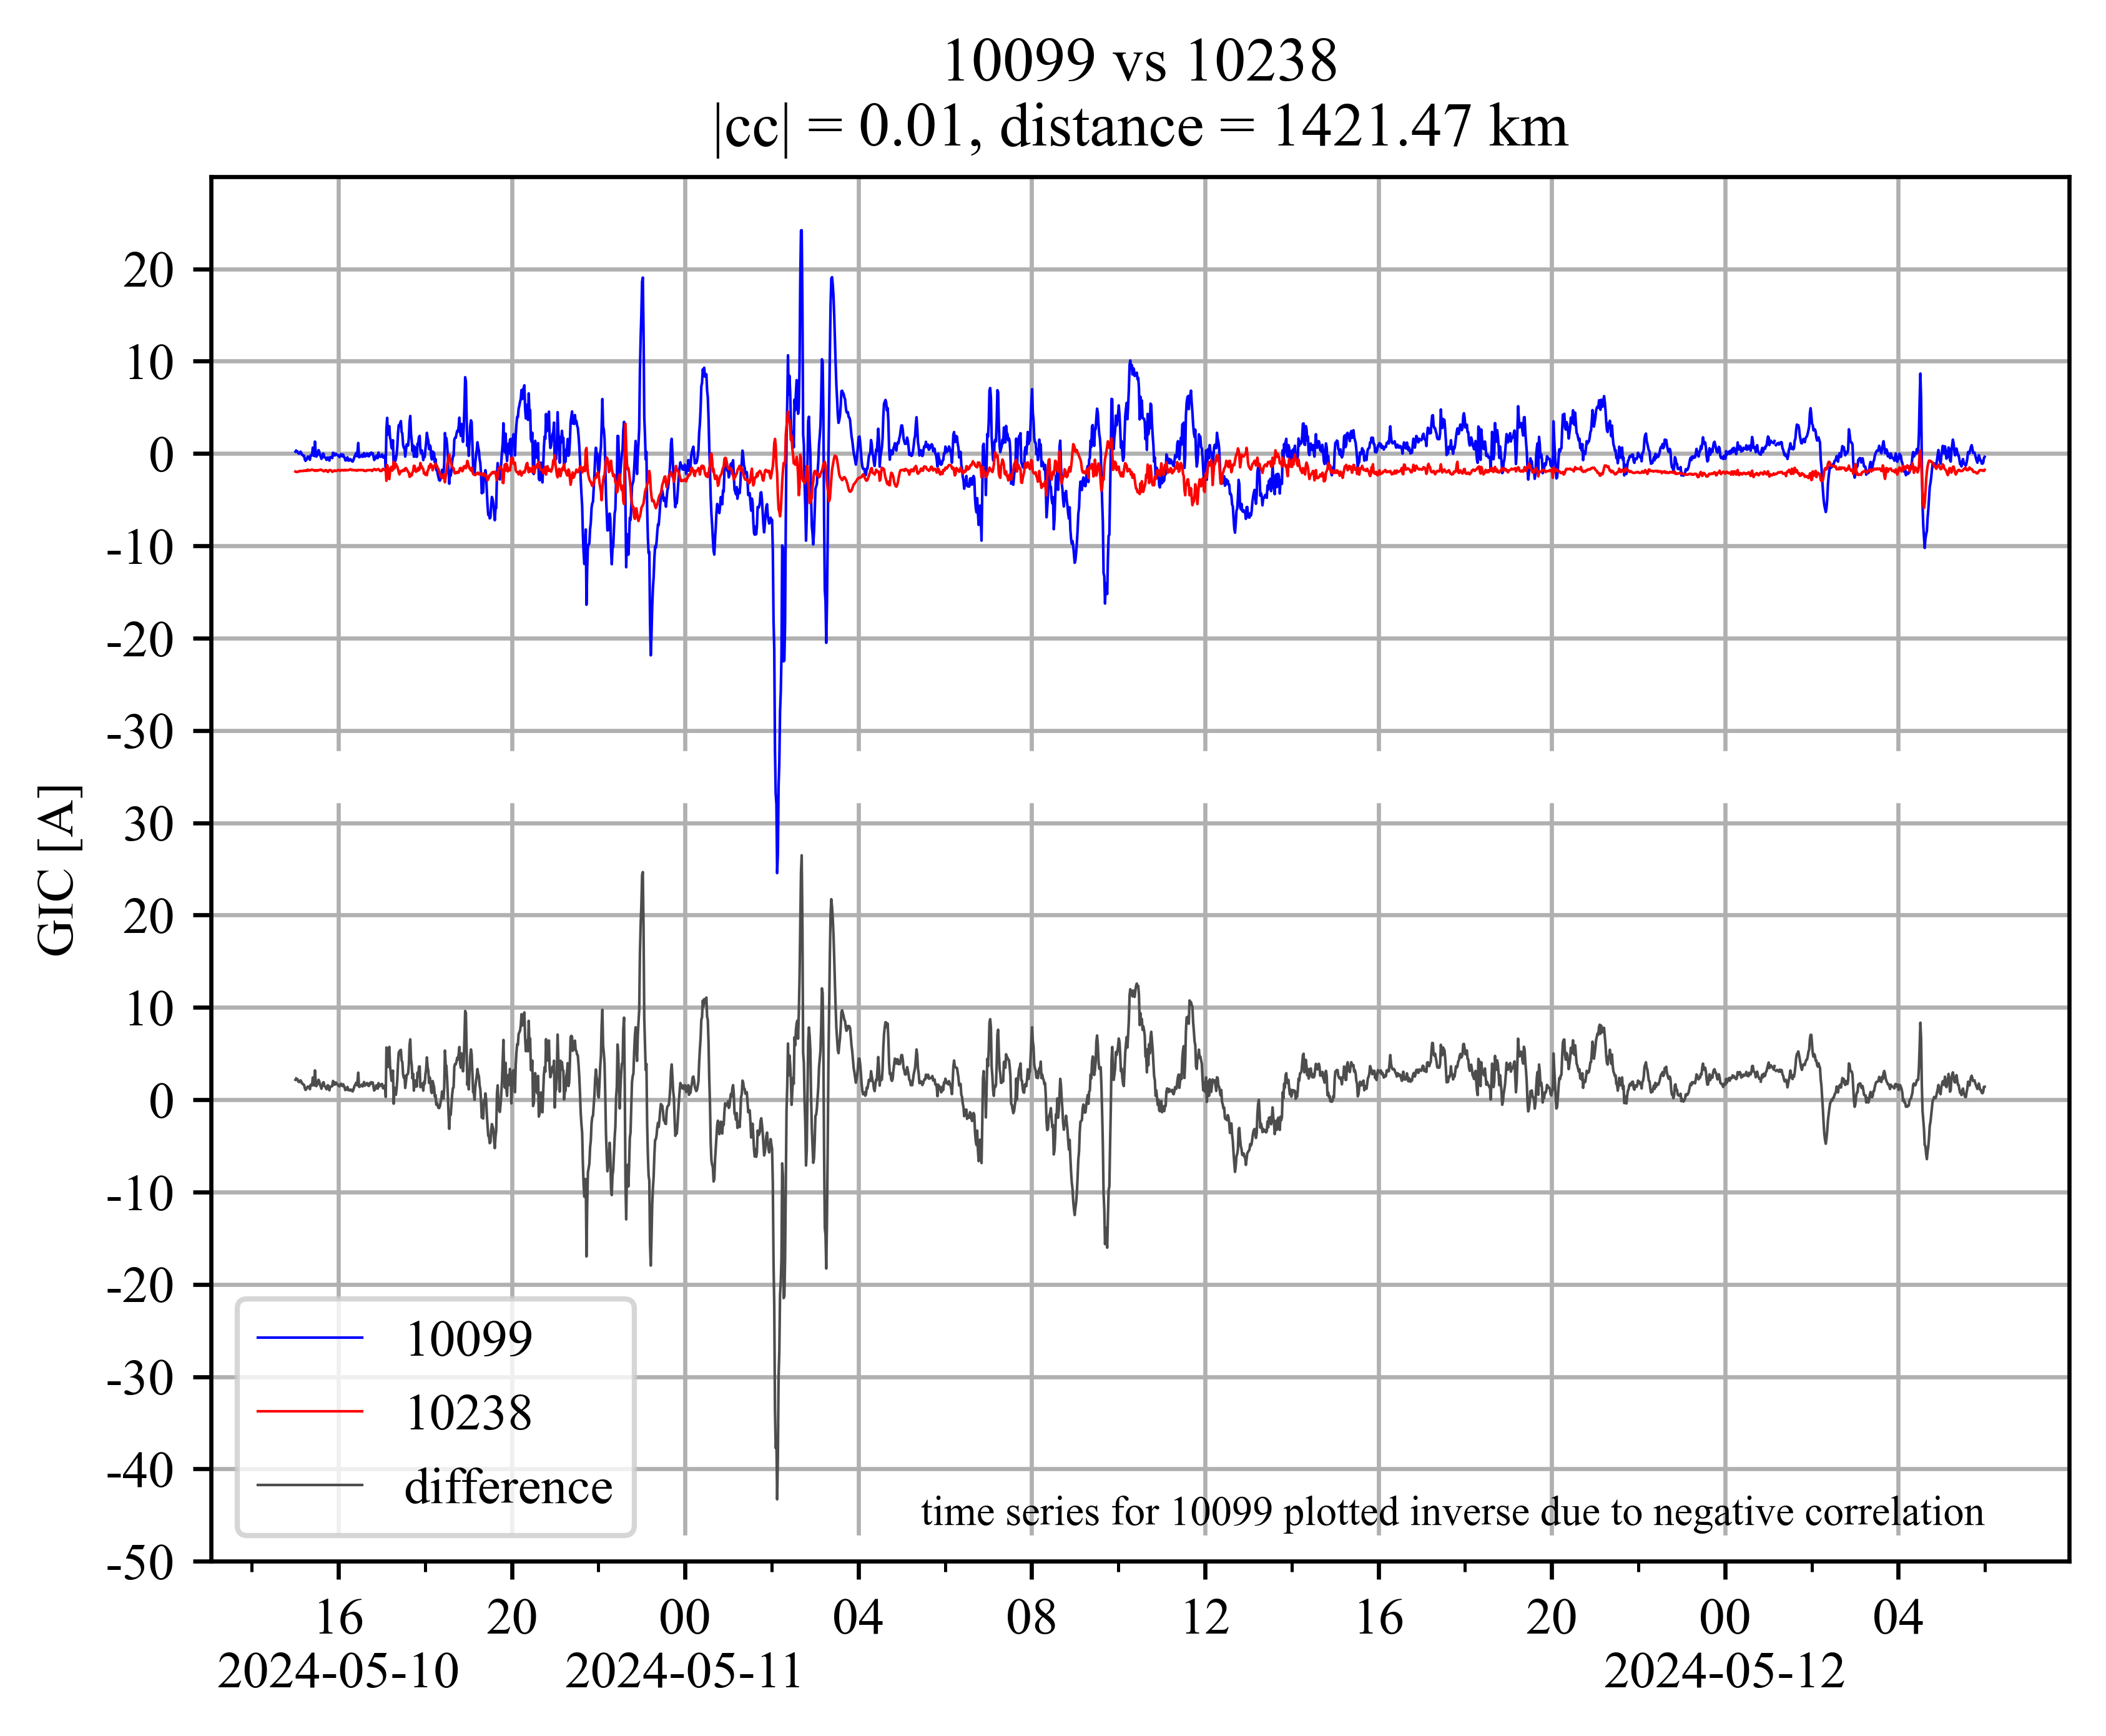 10099 vs 10238
|cc| = 0.01, distance = 1421.47 km
GIC [A]
20
10
0
-10
-20
-30
30
20
10
0
-10
-20
-30
-40
-50
10099
10238
difference
time series for 10099 plotted inverse due to negative correlation
16 20 00 04 08 12 16 20 00 04
2024-05-10 2024-05-11 2024-05-12